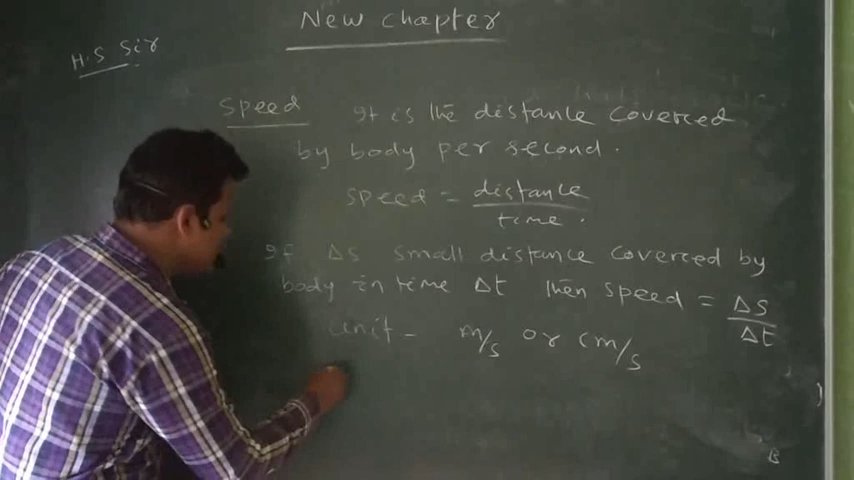 New chapter
H.S Sir
Speed It is the distance covered
by body per second.
Speed = distance / time.
If Δs small distance covered by
body in time Δt then speed = Δs / Δt
Unit - m/s or cm/s
B